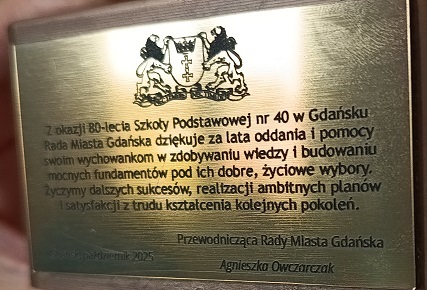 Z okazji 80-lecia Szkoły Podstawowej nr 40 w Gdańsku
Rada Miasta Gdańska dziękuje za lata oddania i pomocy
swoim wychowankom w zdobywaniu wiedzy i budowaniu
mocnych fundamentów pod ich dobre, życiowe wybory.
Życzymy dalszych sukcesów, realizacji ambitnych planów
i satysfakcji z trudu kształcenia kolejnych pokoleń.
Przewodnicząca Rady Miasta Gdańska
październik 2025
Agnieszka Owczarczak